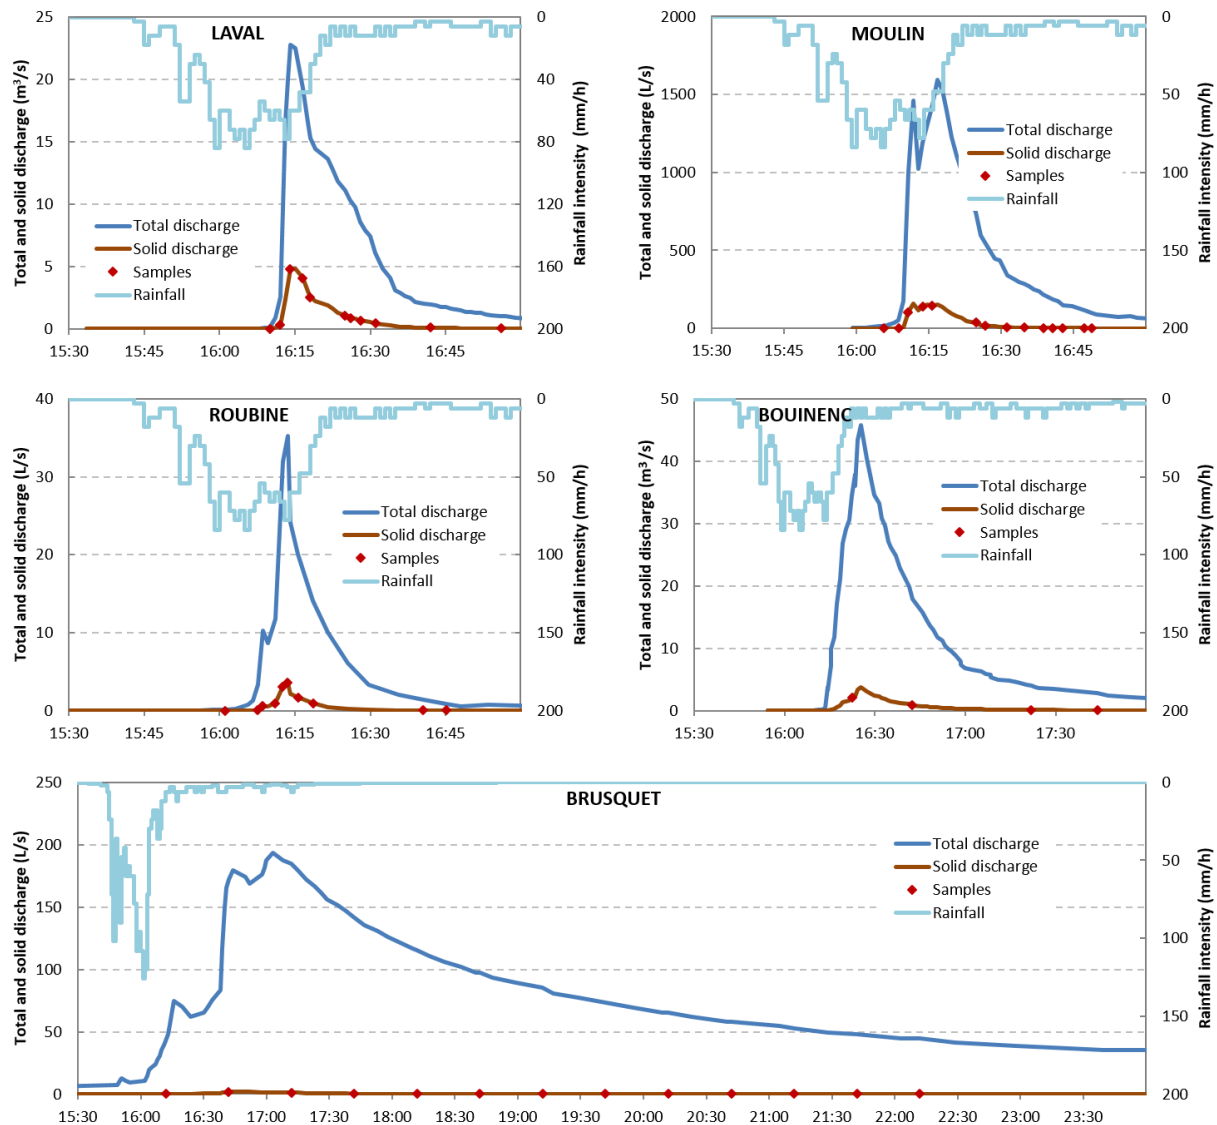 LAVAL
Total and solid discharge (m³/s)
25
20
15
10
5
0
0
40
80
120
160
200
Rainfall intensity (mm/h)
Total discharge
Solid discharge
Samples
Rainfall
15:30 15:45 16:00 16:15 16:30 16:45
MOULIN
Total and solid discharge (L/s)
2000
1500
1000
500
0
0
50
100
150
200
Rainfall intensity (mm/h)
Total discharge
Solid discharge
Samples
Rainfall
15:30 15:45 16:00 16:15 16:30 16:45
ROUBINE
Total and solid discharge (L/s)
40
30
20
10
0
0
50
100
150
200
Rainfall intensity (mm/h)
Total discharge
Solid discharge
Samples
Rainfall
15:30 15:45 16:00 16:15 16:30 16:45
BOUINENC
Total and solid discharge (m³/s)
50
40
30
20
10
0
0
50
100
150
200
Rainfall intensity (mm/h)
Total discharge
Solid discharge
Samples
Rainfall
15:30 16:00 16:30 17:00 17:30
BRUSQUET
Total and solid discharge (L/s)
250
200
150
100
50
0
0
50
100
150
200
Rainfall intensity (mm/h)
Total discharge
Solid discharge
Samples
Rainfall
15:30 16:00 16:30 17:00 17:30 18:00 18:30 19:00 19:30 20:00 20:30 21:00 21:30 22:00 22:30 23:00 23:30